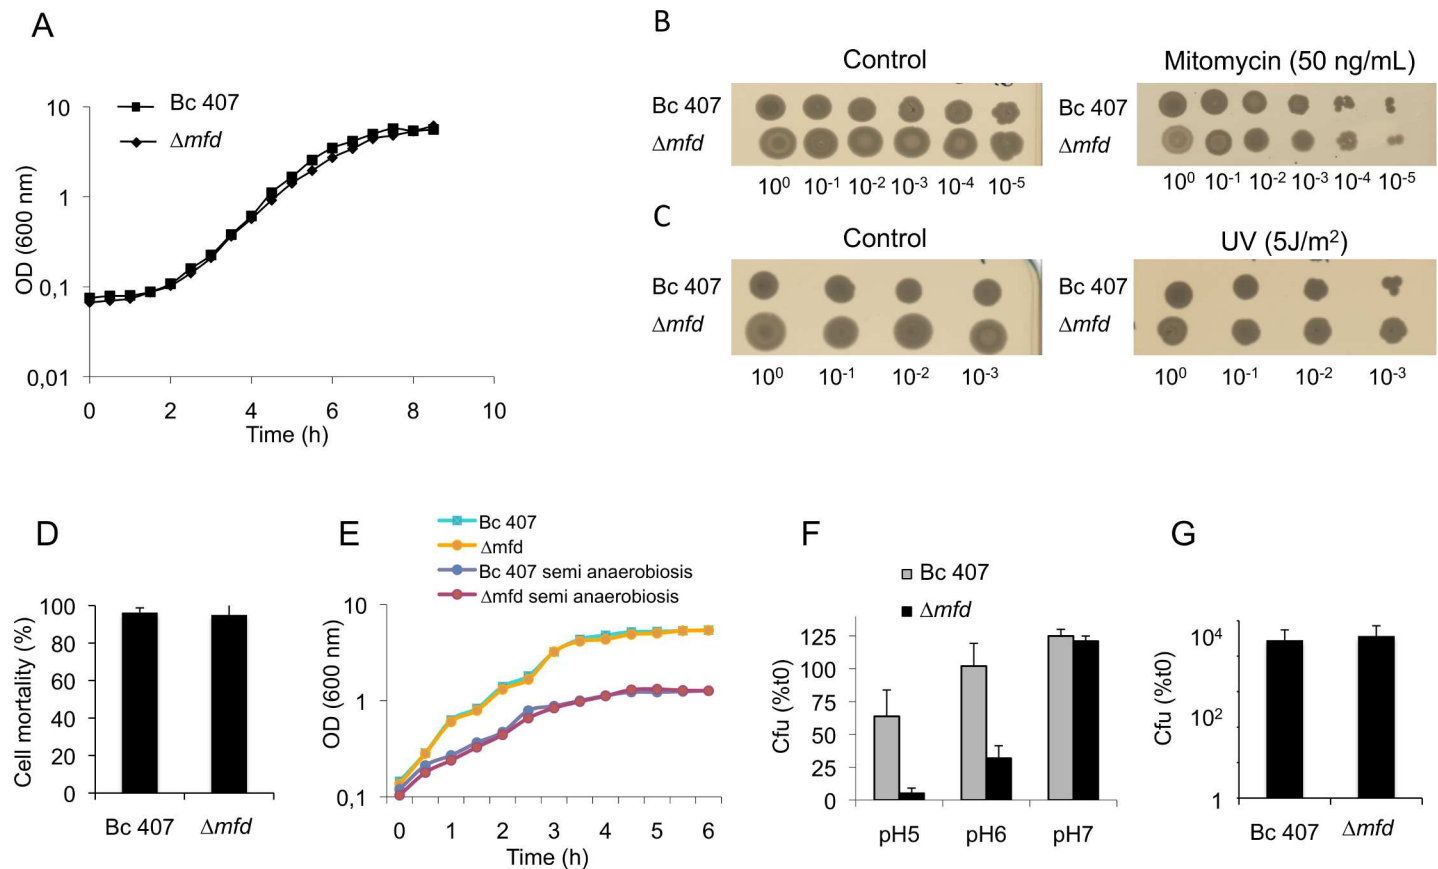 A
Bc 407
Δmfd
OD (600 nm)
10
1
0,1
0,01
0 2 4 6 8 10
Time (h)
B
Control
Mitomycin (50 ng/mL)
Bc 407
Δmfd
10⁰ 10⁻¹ 10⁻² 10⁻³ 10⁻⁴ 10⁻⁵
Bc 407
Δmfd
10⁰ 10⁻¹ 10⁻² 10⁻³ 10⁻⁴ 10⁻⁵
C
Control
UV (5J/m²)
Bc 407
Δmfd
10⁰ 10⁻¹ 10⁻² 10⁻³
Bc 407
Δmfd
10⁰ 10⁻¹ 10⁻² 10⁻³
D
Cell mortality (%)
100
80
60
40
20
0
Bc 407 Δmfd
E
Bc 407
Δmfd
Bc 407 semi anaerobiosis
Δmfd semi anaerobiosis
OD (600 nm)
10
1
0,1
0 1 2 3 4 5 6
Time (h)
F
Bc 407
Δmfd
Cfu (%t0)
125
100
75
50
25
0
pH5 pH6 pH7
G
Cfu (%t0)
10⁴
10²
1
Bc 407 Δmfd